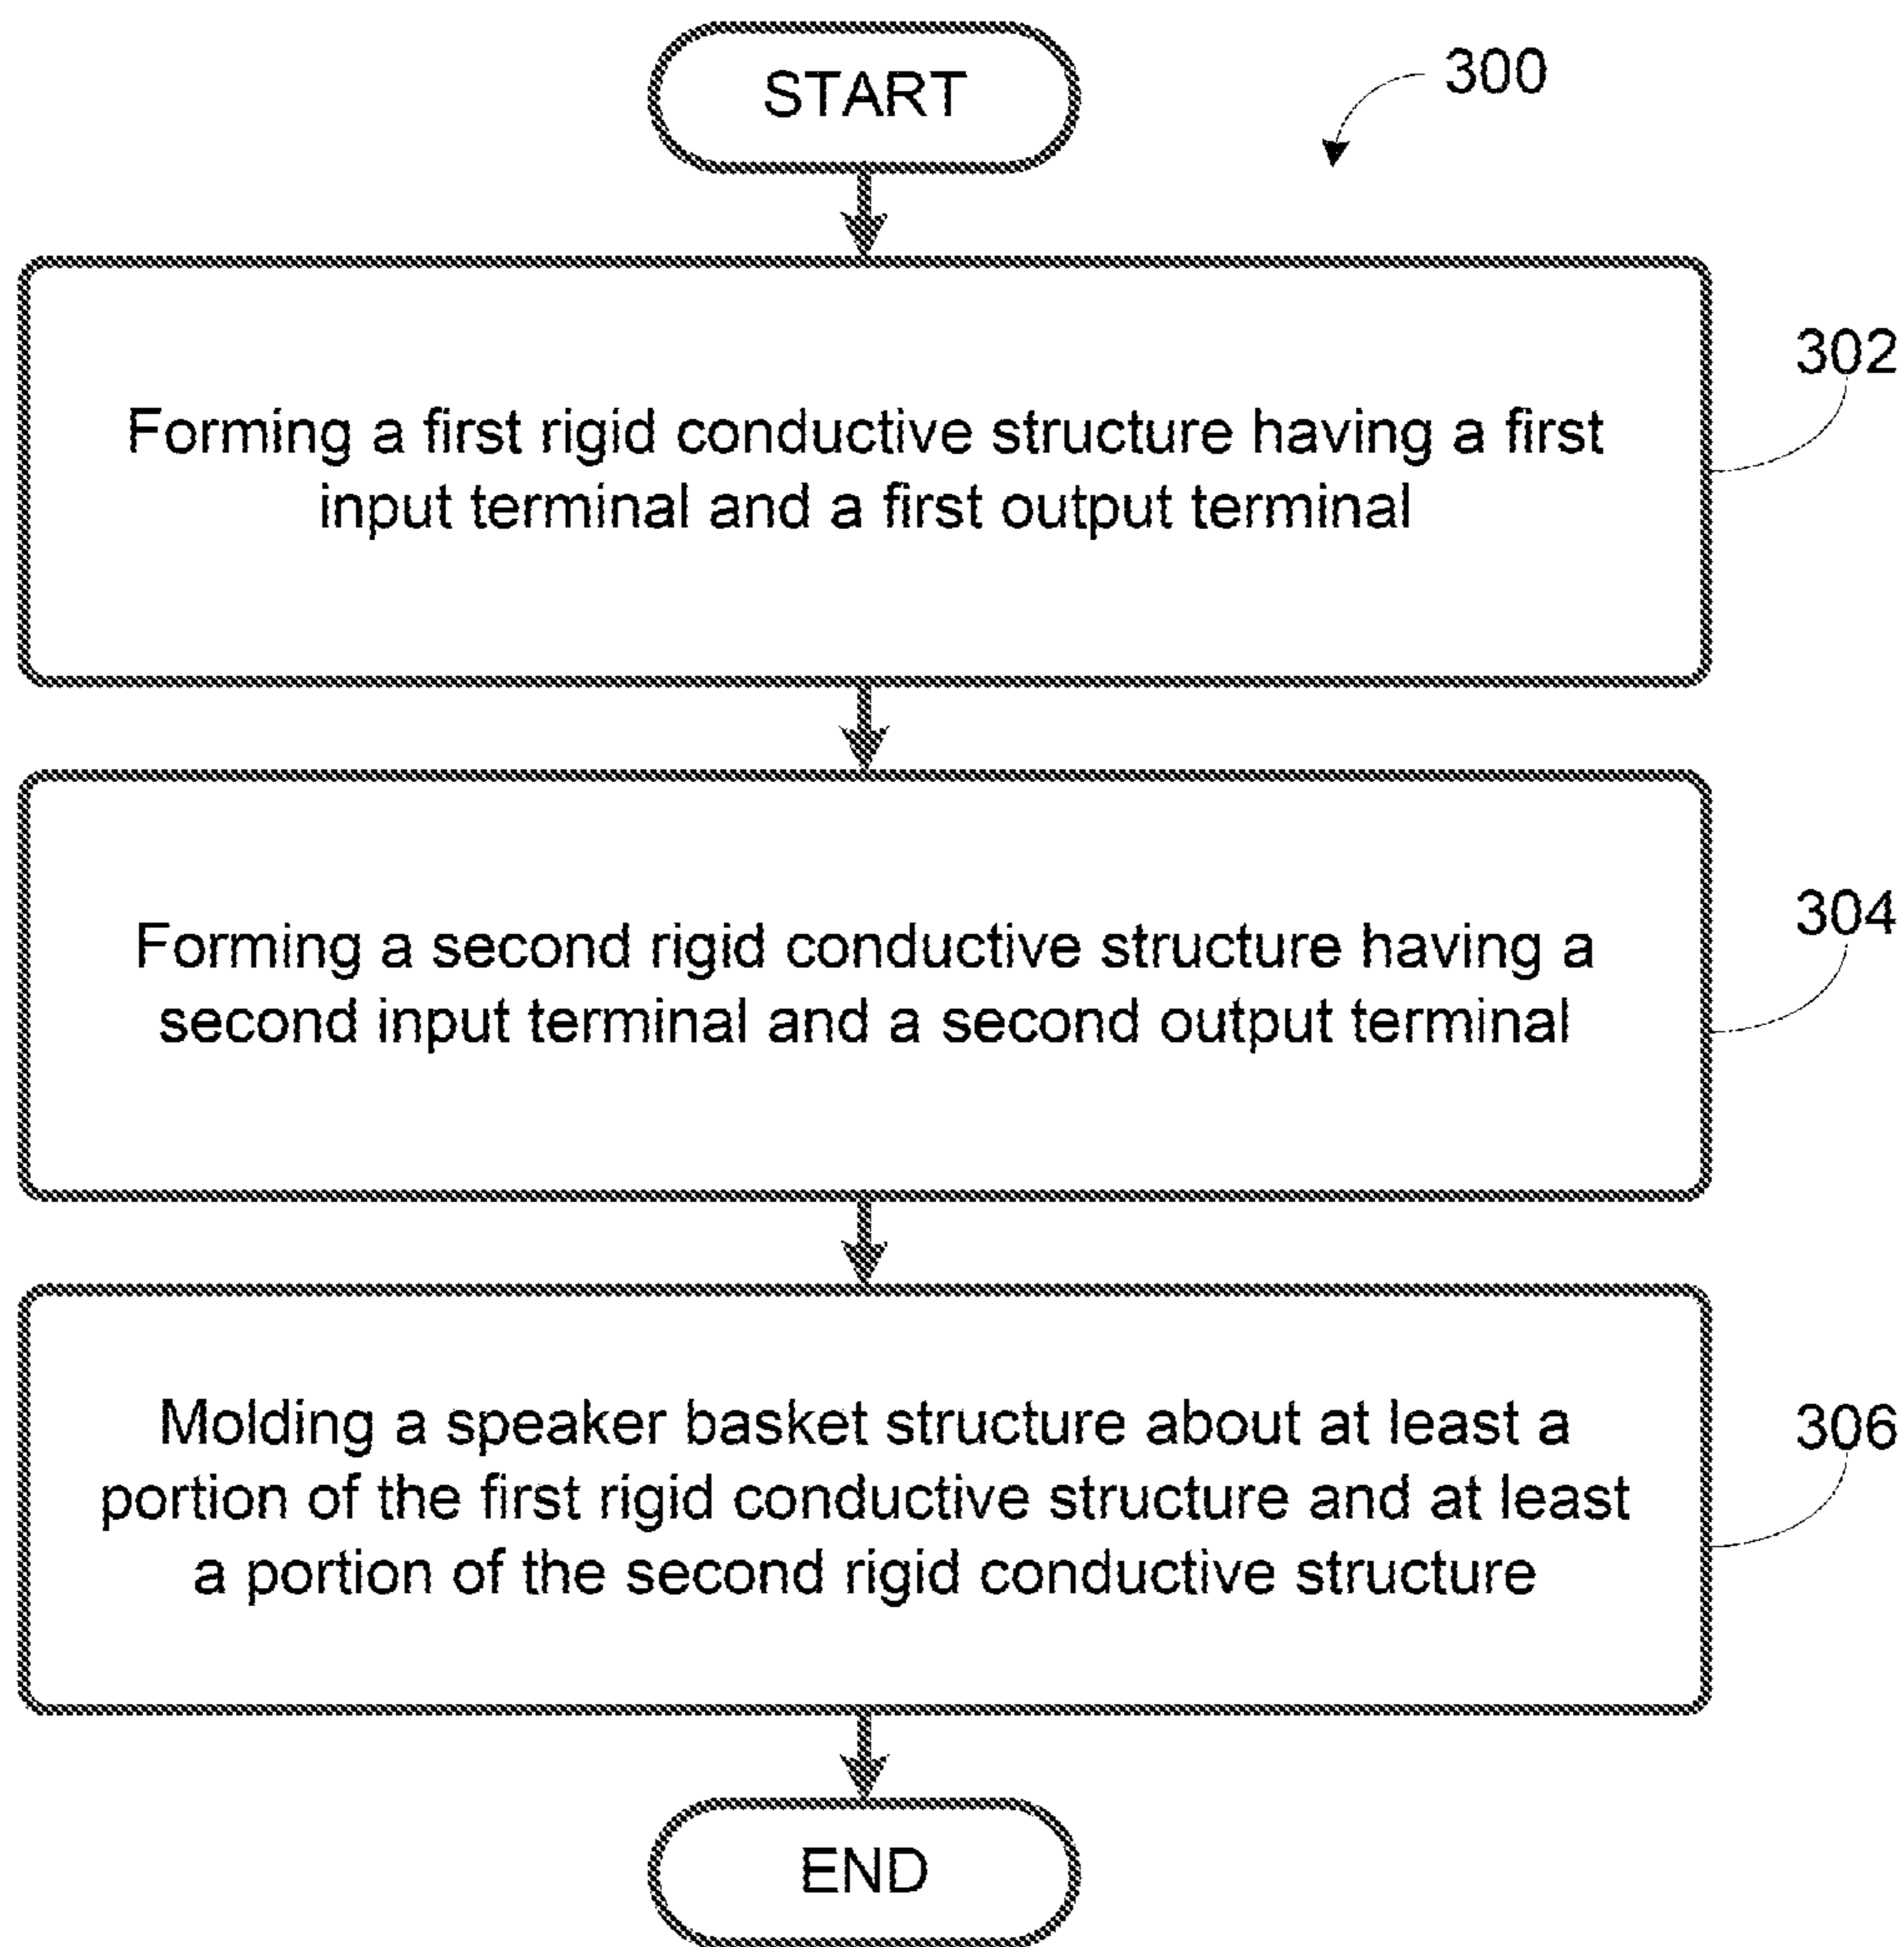 START
300
302
Forming a first rigid conductive structure having a first
input terminal and a first output terminal
304
Forming a second rigid conductive structure having a
second input terminal and a second output terminal
306
Molding a speaker basket structure about at least a
portion of the first rigid conductive structure and at least
a portion of the second rigid conductive structure
END